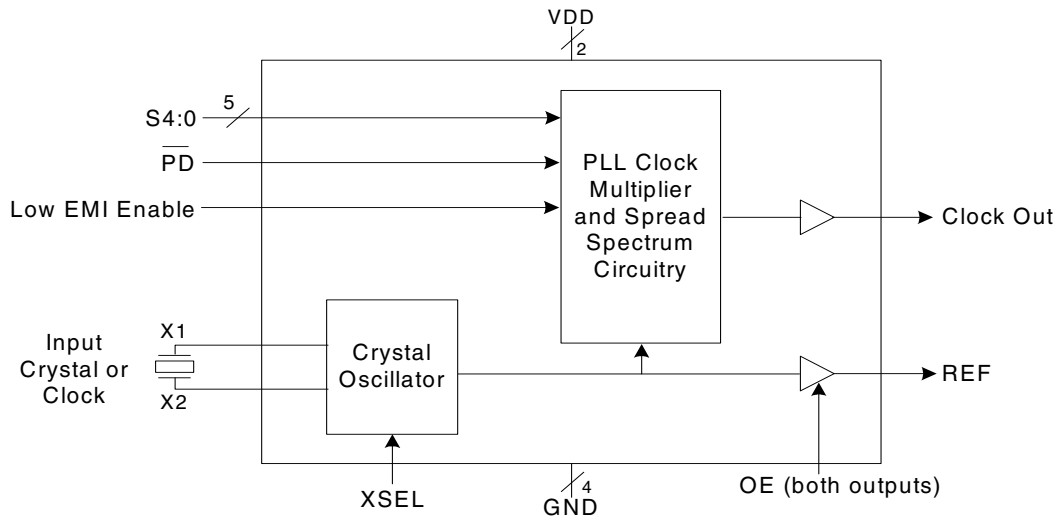 VDD
2
S4:0
5
PD
Low EMI Enable
PLL Clock
Multiplier
and Spread
Spectrum
Circuitry
Clock Out
Input
Crystal or
Clock
X1
X2
Crystal
Oscillator
REF
XSEL
4
GND
OE (both outputs)